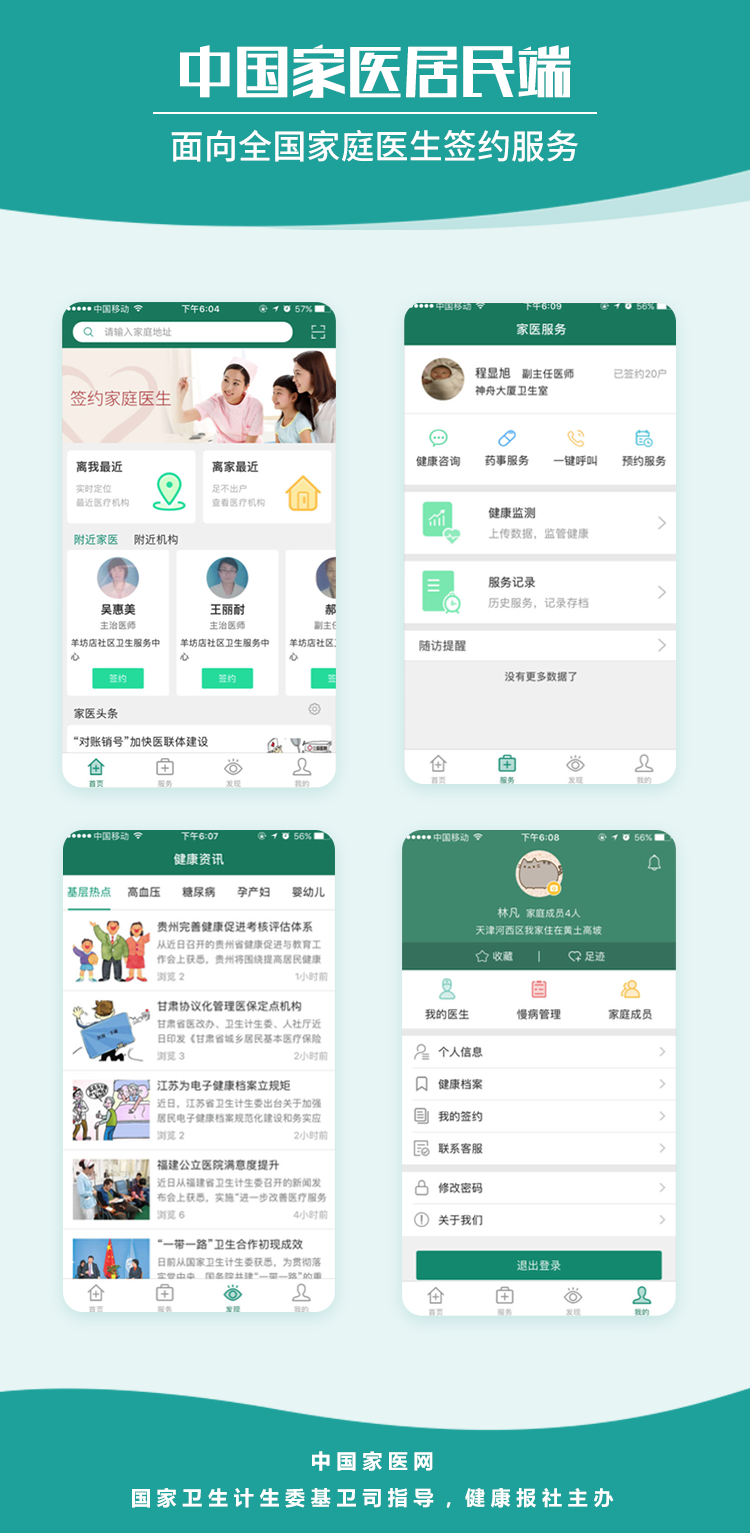 中国家医居民端
面向全国家庭医生签约服务
中国移动 下午6:04 57%
请输入家庭地址
签约家庭医生
离我最近
实时定位
最近医疗机构
离家最近
足不出户
查看医疗机构
附近家医 附近机构
吴惠美
主治医师
羊坊店社区卫生服务中
心
签约
王丽耐
主治医师
羊坊店社区卫生服务中
心
签约
郝
副主任
羊坊店
心
签
家医头条
“对账销号”加快医联体建设
首页 服务 发现 我的
中国移动 下午6:09 56%
家医服务
程显旭 副主任医师
神舟大厦卫生室
已签约20户
健康咨询 药事服务 一键呼叫 预约服务
健康监测
上传数据，监管健康
服务记录
历史服务，记录存档
随访提醒
没有更多数据了
首页 服务 发现 我的
中国移动 下午6:07 56%
健康资讯
基层热点 高血压 糖尿病 孕产妇 婴幼儿
贵州完善健康促进考核评估体系
从近日召开的贵州省健康促进与教育工
作会上获悉，贵州将围绕提高居民健康
浏览 2 1小时前
甘肃协议化管理医保定点机构
甘肃省医改办、卫生计生委、人社厅近
日印发《甘肃省城乡居民基本医疗保险
浏览 3 2小时前
江苏为电子健康档案立规矩
近日，江苏省卫生计生委出台关于加强
居民电子健康档案规范化建设和务实应
浏览 2 2小时前
福建公立医院满意度提升
近日从福建省卫生计生委召开的新闻发
布会上获悉，实施“进一步改善医疗服务
浏览 6 4小时前
“一带一路”卫生合作初现成效
日前从国家卫生计生委获悉，为贯彻落
实党中央、国务院共建“一带一路”的重
首页 服务 发现 我的
中国移动 下午6:08 56%
林凡 家庭成员4人
天津河西区我家住在黄土高坡
收藏 | 足迹
我的医生 慢病管理 家庭成员
个人信息
健康档案
我的签约
联系客服
修改密码
关于我们
退出登录
首页 服务 发现 我的
中国家医网
国家卫生计生委基卫司指导，健康报社主办